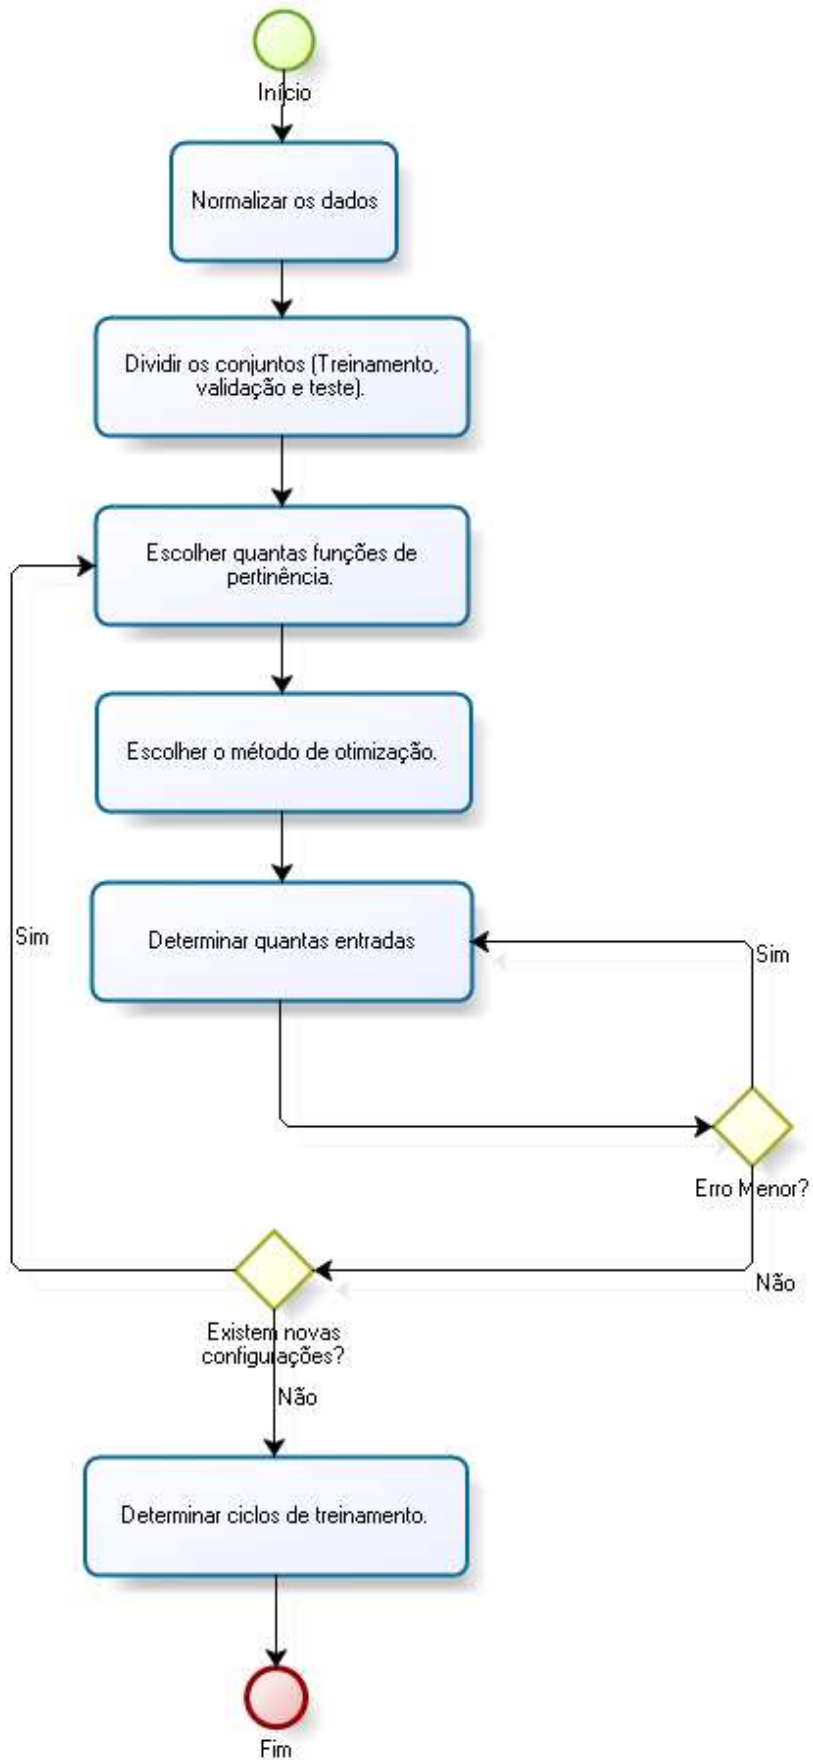 Início
Normalizar os dados
Dividir os conjuntos (Treinamento,
validação e teste).
Escolher quantas funções de
pertinência.
Escolher o método de otimização.
Determinar quantas entradas
Sim
Sim
Erro Menor?
Não
Existem novas
configurações?
Não
Determinar ciclos de treinamento.
Fim